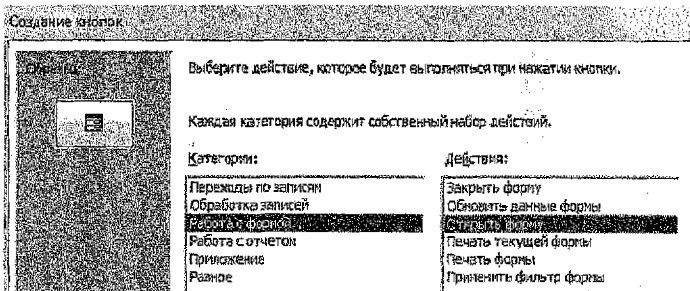 Создание кнопок
Образец:
Выберите действие, которое будет выполняться при нажатии кнопки.
Каждая категория содержит собственный набор действий.
Категории:
Действия:
Переходы по записям
Обработка записей
Работа с формой
Работа с отчетом
Приложение
Разное
Закрыть форму
Обновить данные формы
Открыть форму
Печать текущей формы
Печать формы
Применить фильтр формы